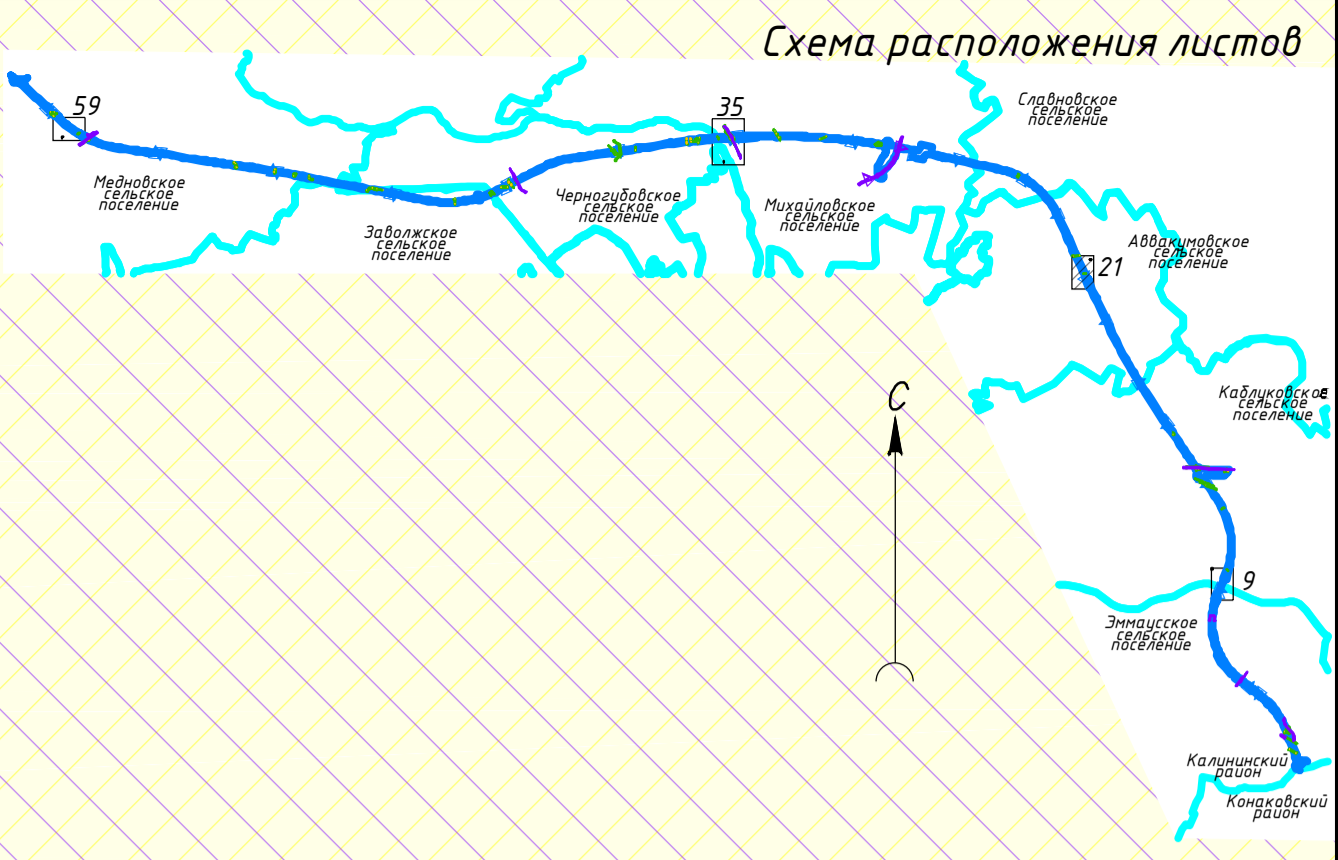 Схема расположения листов
59
35
Славновское
сельское
поселение
Медновское
сельское
поселение
Черногубовское
сельское
поселение
Михайловское
сельское
поселение
Заволжское
сельское
поселение
Аввакумовское
сельское
поселение
21
С
Каблуковское
сельское
поселение
9
Эммаусское
сельское
поселение
Калининский
район
Конаковский
район